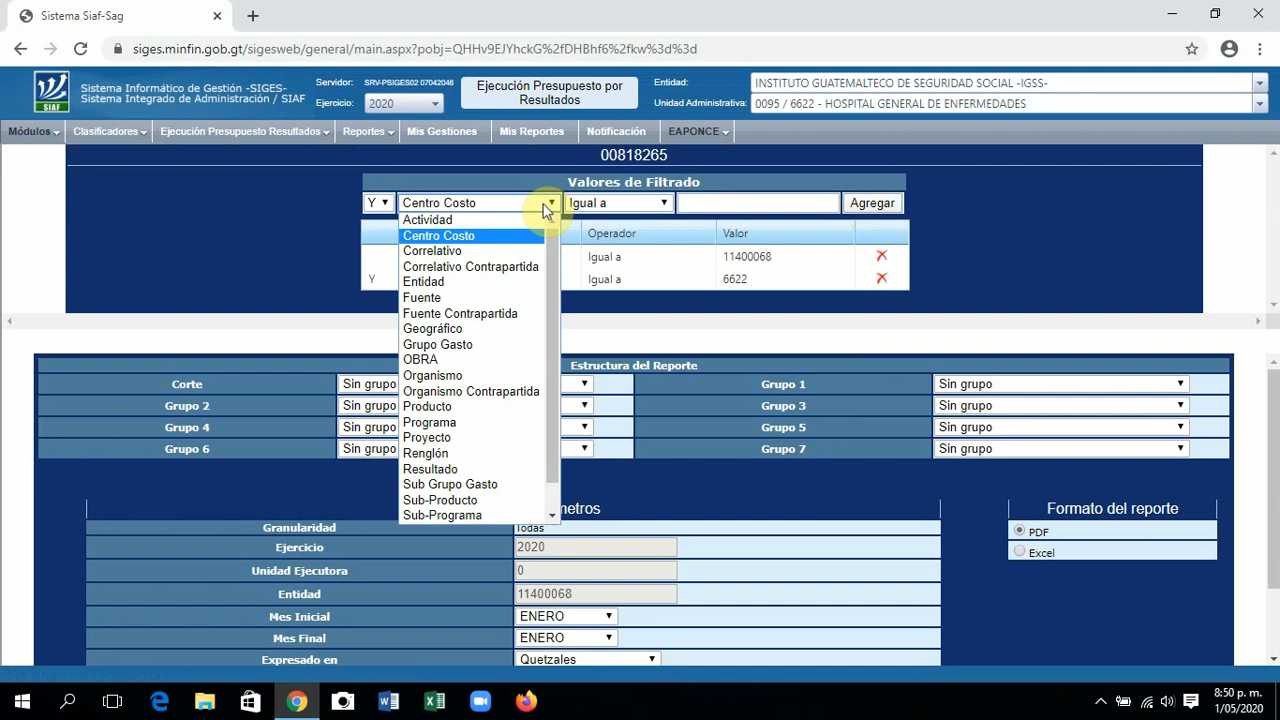 Sistema Siaf-Sag
siges.minfin.gob.gt/sigesweb/general/main.aspx?pobj=QHHv9EJYhckG%2fDHBhf6%2fkw%3d%3d
SIAF
Sistema Informático de Gestión -SIGES-
Sistema Integrado de Administración / SIAF
Servidor: SRV-PSIGES02 07042046
Ejercicio: 2020
Ejecución Presupuesto por
Resultados
Entidad: INSTITUTO GUATEMALTECO DE SEGURIDAD SOCIAL -IGSS-
Unidad Administrativa: 0095 / 6622 - HOSPITAL GENERAL DE ENFERMEDADES
Módulos Clasificadores Ejecución Presupuesto Resultados Reportes Mis Gestiones Mis Reportes Notificación EAPONCE
00818265
Valores de Filtrado
Y Centro Costo Igual a Agregar
Operador Valor
Igual a 11400068
Y Igual a 6622
Actividad
Centro Costo
Correlativo
Correlativo Contrapartida
Entidad
Fuente
Fuente Contrapartida
Geográfico
Grupo Gasto
OBRA
Organismo
Organismo Contrapartida
Producto
Programa
Proyecto
Renglón
Resultado
Sub Grupo Gasto
Sub-Producto
Sub-Programa
Estructura del Reporte
Corte Sin grupo Grupo 1 Sin grupo
Grupo 2 Sin grupo Grupo 3 Sin grupo
Grupo 4 Sin grupo Grupo 5 Sin grupo
Grupo 6 Sin grupo Grupo 7 Sin grupo
metros
Formato del reporte
Granularidad Todas
PDF
Ejercicio 2020
Excel
Unidad Ejecutora 0
Entidad 11400068
Mes Inicial ENERO
Mes Final ENERO
Expresado en Quetzales
8:50 p. m.
1/05/2020